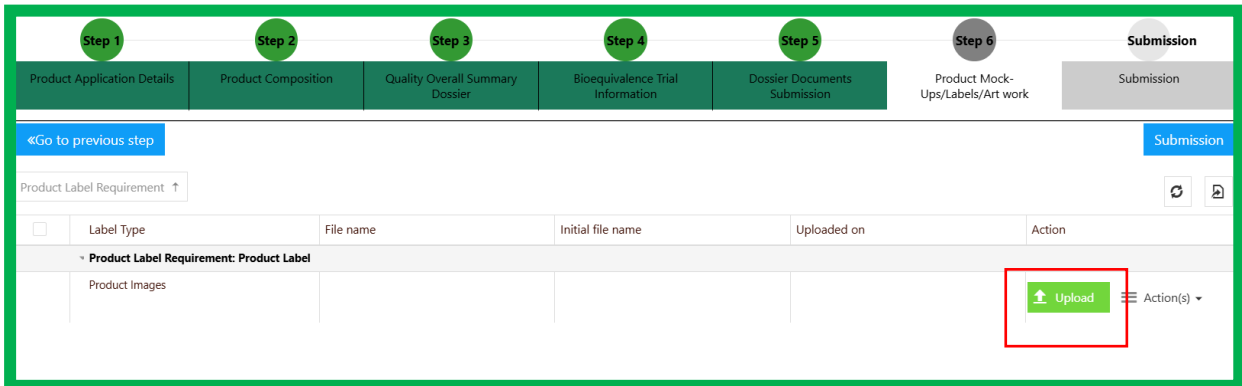 Step 1 Step 2 Step 3 Step 4 Step 5 Step 6 Submission
Product Application Details Product Composition Quality Overall Summary Bioequivalence Trial Dossier Documents Product Mock- Submission
Dossier Information Submission Ups/Labels/Art work
«Go to previous step Submission
Product Label Requirement ↑
Label Type File name Initial file name Uploaded on Action
Product Label Requirement: Product Label
Product Images Upload Action(s)